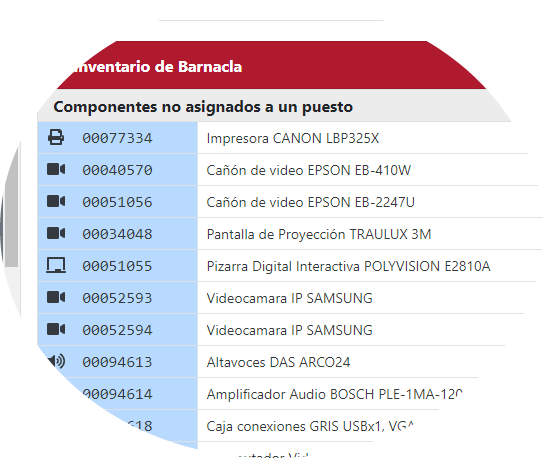 Inventario de Barnacla
Componentes no asignados a un puesto
00077334 Impresora CANON LBP325X
00040570 Cañón de video EPSON EB-410W
00051056 Cañón de video EPSON EB-2247U
00034048 Pantalla de Proyección TRAULUX 3M
00051055 Pizarra Digital Interactiva POLYVISION E2810A
00052593 Videocamara IP SAMSUNG
00052594 Videocamara IP SAMSUNG
00094613 Altavoces DAS ARCO24
00094614 Amplificador Audio BOSCH PLE-1MA-120
618 Caja conexiones GRIS USBx1, VGA